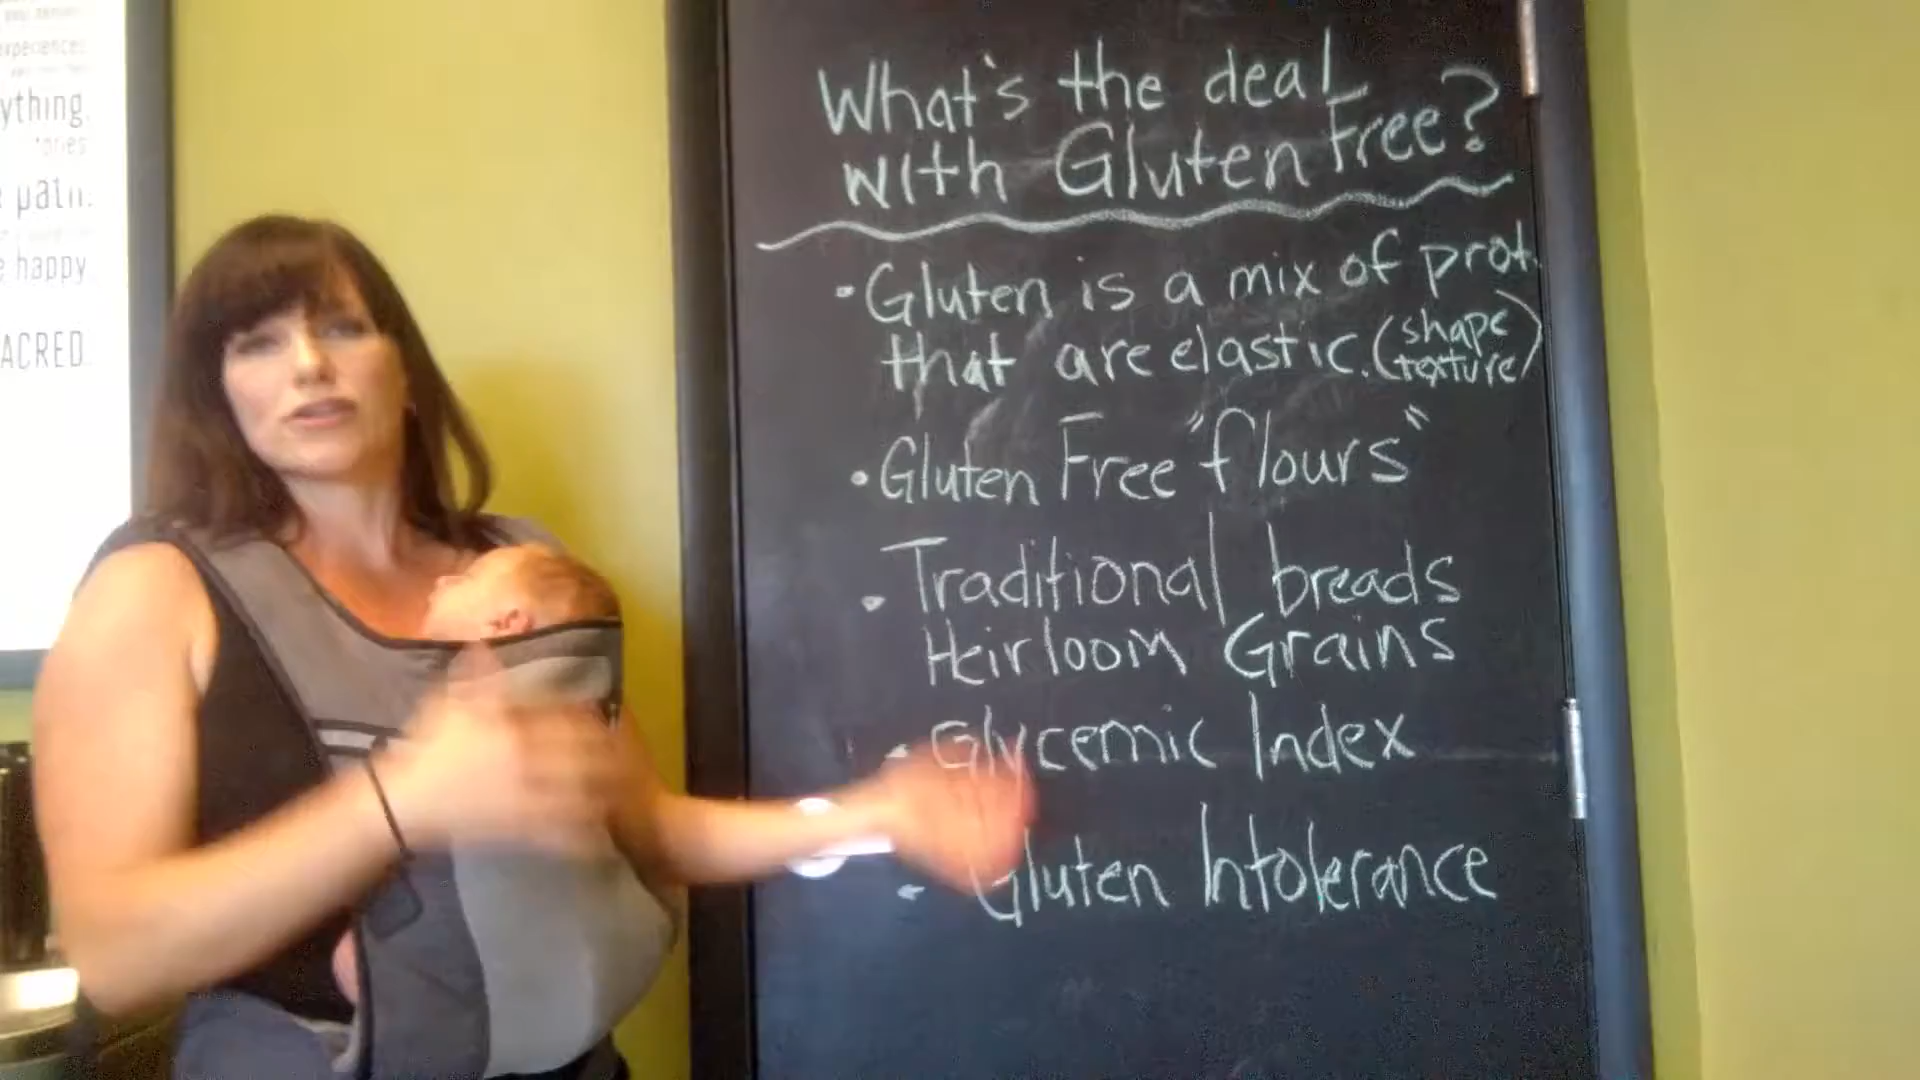 experiences
ything.
path.
happy
ACRED.
What's the deal
with Gluten Free?
• Gluten is a mix of prot.
that are elastic. (shape
texture)
• Gluten Free "flours"
• Traditional breads
Heirloom Grains
• Glycemic Index
• Gluten Intolerance